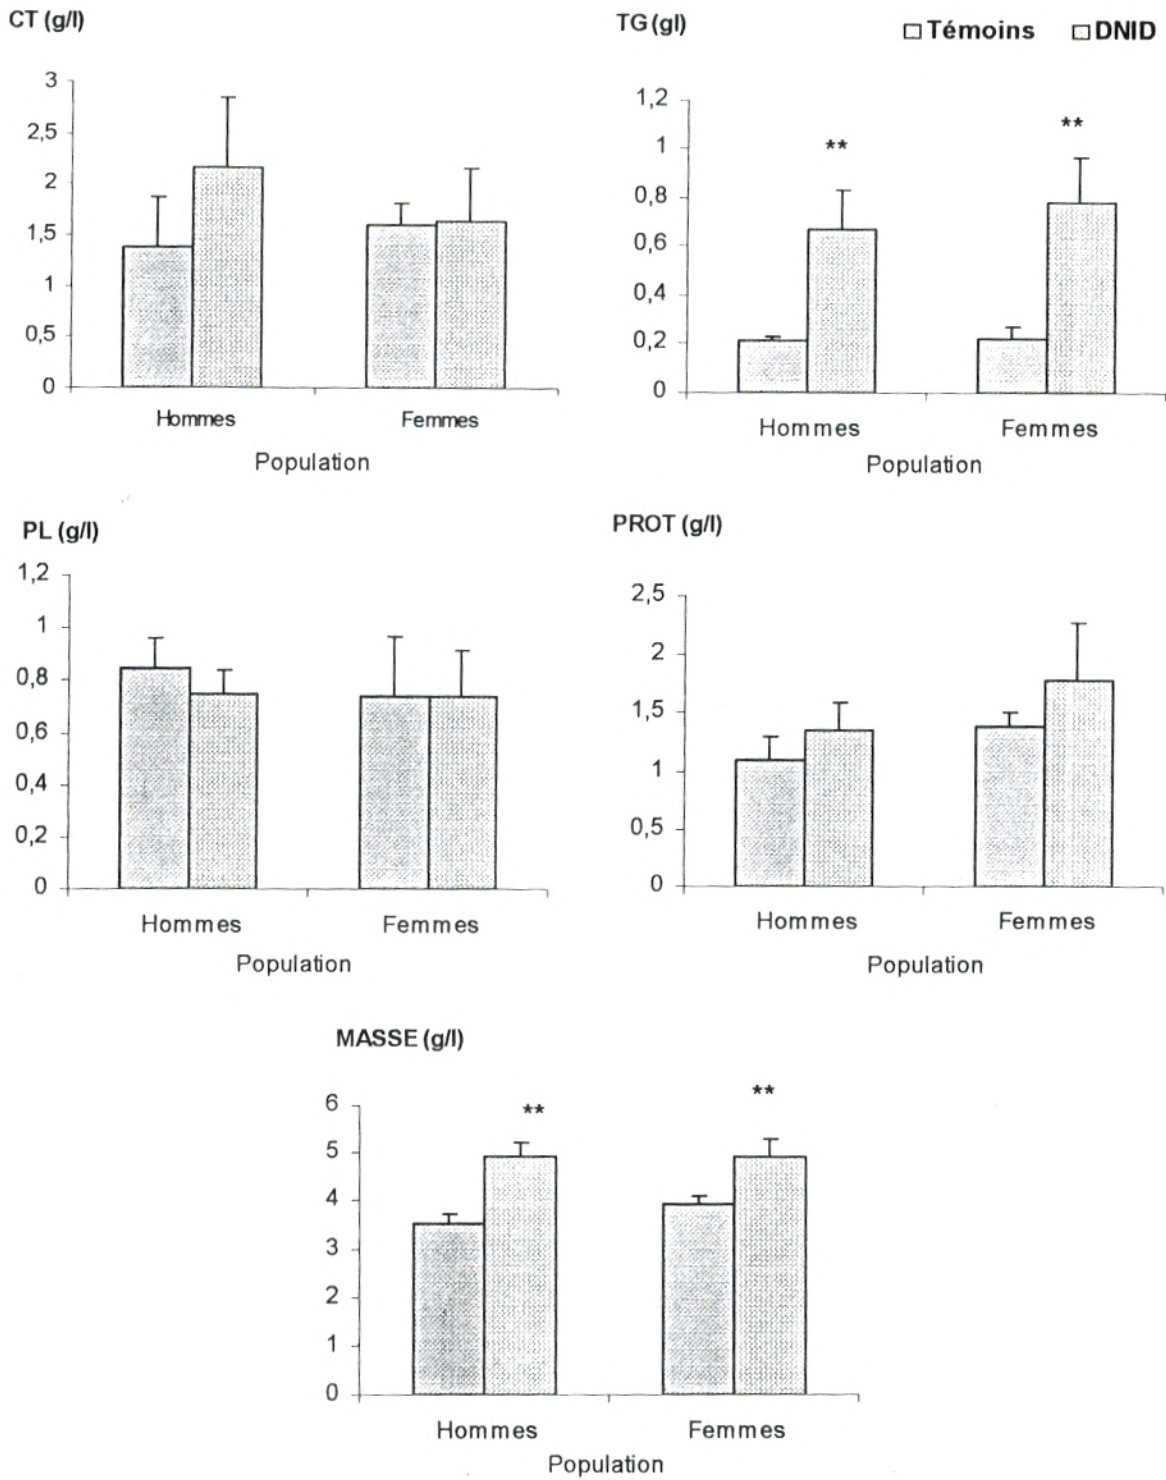 CT (g/l)
3
2,5
2
1,5
1
0,5
0
Hommes Femmes
Population
TG (gl)
Témoins DNID
1,2
1
0,8
0,6
0,4
0,2
0
**
**
Hommes Femmes
Population
PL (g/l)
1,2
1
0,8
0,6
0,4
0,2
0
Hommes Femmes
Population
PROT (g/l)
2,5
2
1,5
1
0,5
0
Hommes Femmes
Population
MASSE (g/l)
6
5
4
3
2
1
0
**
**
Hommes Femmes
Population